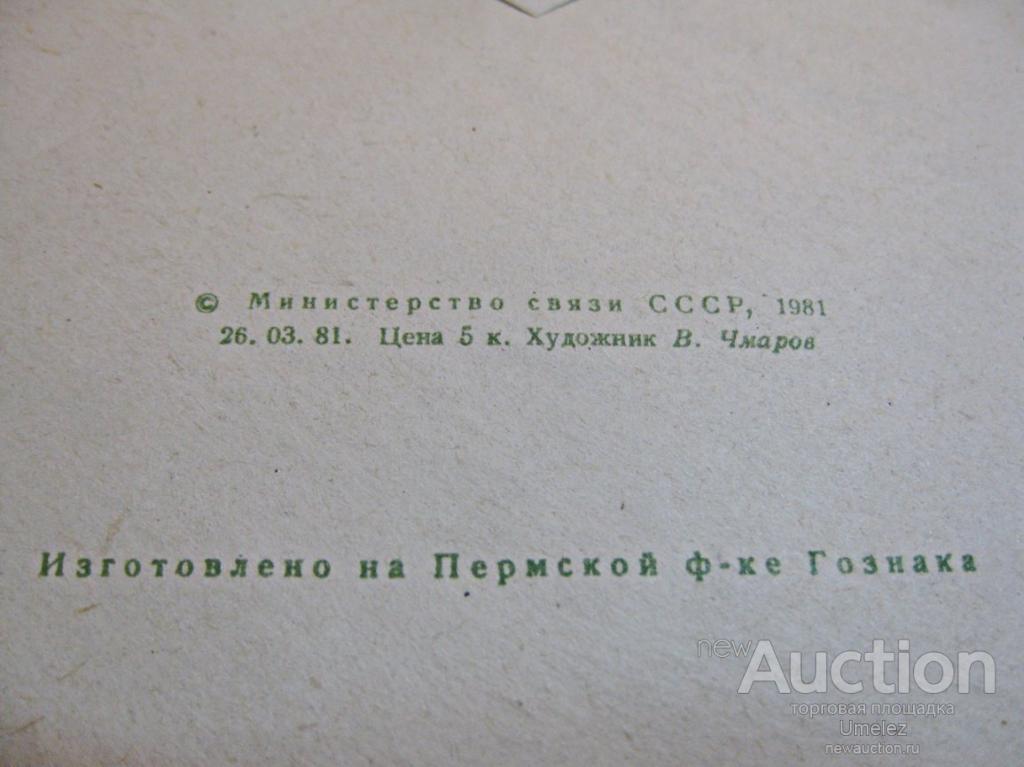 © Министерство связи СССР, 1981
26. 03. 81. Цена 5 к. Художник В. Чмаров
Изготовлено на Пермской ф-ке Гознака
newAuction
торговая площадка
Umelez
newauction.ru